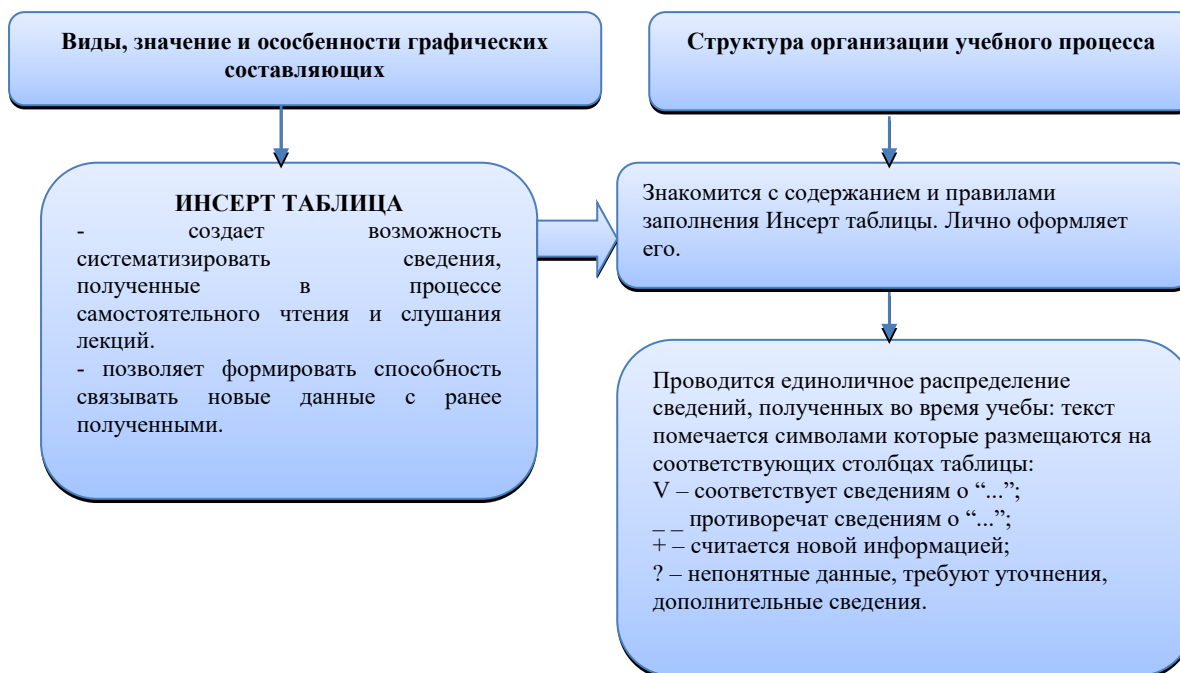 Виды, значение и ососбенности графических
составляющих
Структура организации учебного процесса
ИНСЕРТ ТАБЛИЦА
- создает возможность
систематизировать сведения,
полученные в процессе
самостоятельного чтения и слушания
лекций.
- позволяет формировать способность
связывать новые данные с ранее
полученными.
Знакомится с содержанием и правилами
заполнения Инсерт таблицы. Лично оформляет
его.
Проводится единоличное распределение
сведений, полученных во время учебы: текст
помечается символами которые размещаются на
соответствующих столбцах таблицы:
V – соответствует сведениям о “...”;
_ _ противоречат сведениям о “...”;
+ – считается новой информацией;
? – непонятные данные, требуют уточнения,
дополнительные сведения.